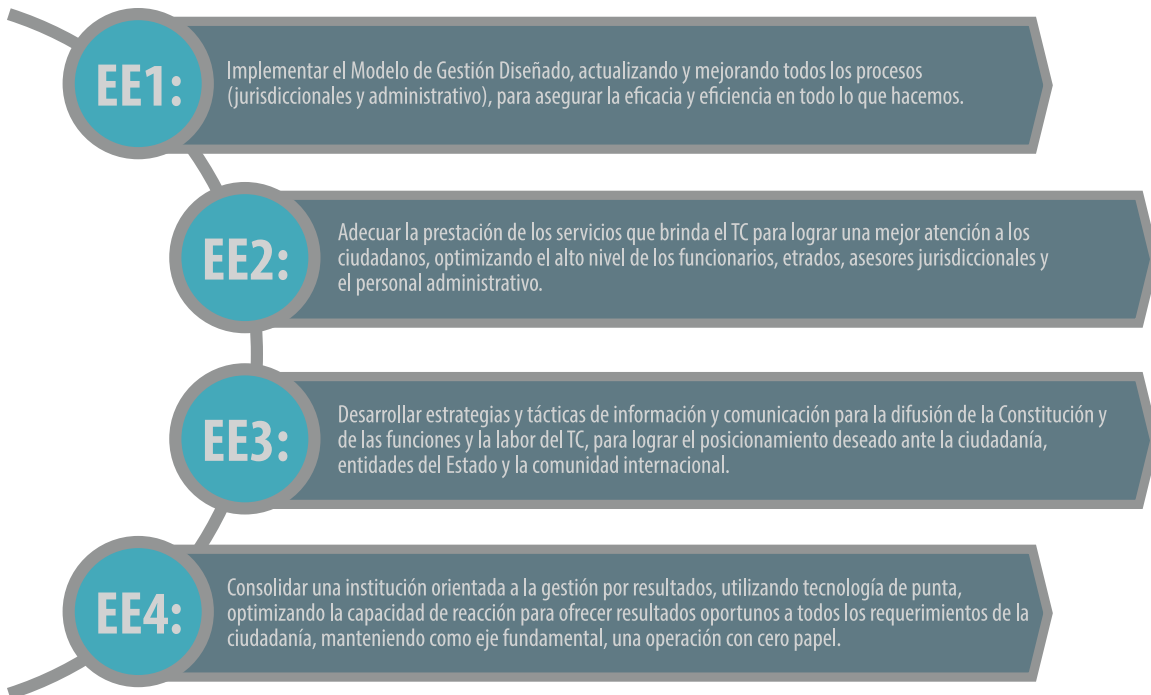 EE1:
Implementar el Modelo de Gestión Diseñado, actualizando y mejorando todos los procesos
(jurisdiccionales y administrativo), para asegurar la eficacia y eficiencia en todo lo que hacemos.
EE2:
Adecuar la prestación de los servicios que brinda el TC para lograr una mejor atención a los
ciudadanos, optimizando el alto nivel de los funcionarios, etrados, asesores jurisdiccionales y
el personal administrativo.
EE3:
Desarrollar estrategias y tácticas de información y comunicación para la difusión de la Constitución y
de las funciones y la labor del TC, para lograr el posicionamiento deseado ante la ciudadanía,
entidades del Estado y la comunidad internacional.
EE4:
Consolidar una institución orientada a la gestión por resultados, utilizando tecnología de punta,
optimizando la capacidad de reacción para ofrecer resultados oportunos a todos los requerimientos de la
ciudadanía, manteniendo como eje fundamental, una operación con cero papel.